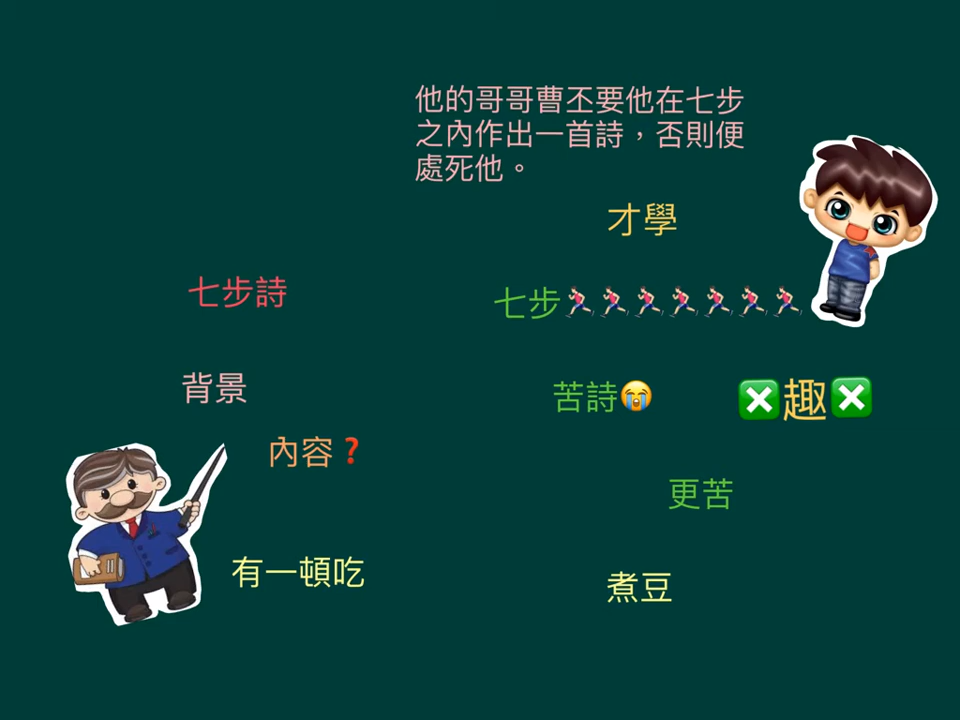 他的哥哥曹丕要他在七步
之內作出一首詩，否則便
處死他。
才學
七步詩
七步🏃🏻‍♀️🏃🏻‍♀️🏃🏻‍♀️🏃🏻‍♀️🏃🏻‍♀️🏃🏻‍♀️🏃🏻‍♀️
背景
苦詩😭
❎趣❎
內容❓
更苦
有一頓吃
煮豆